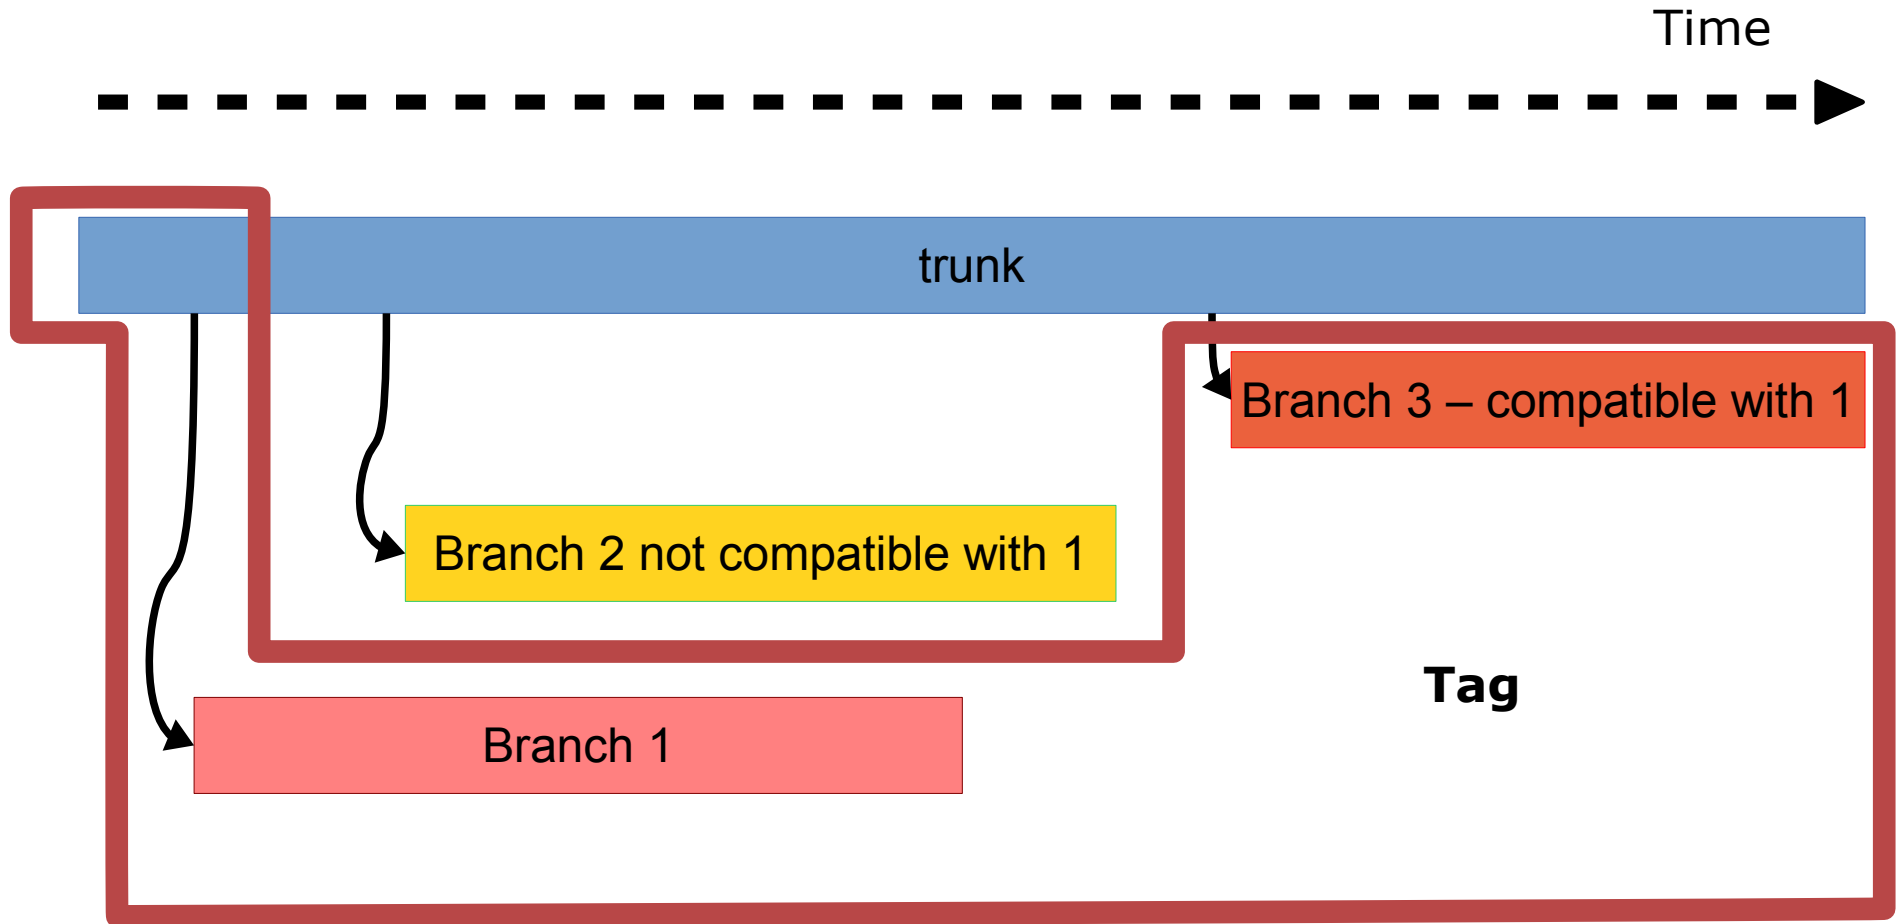 Time
trunk
Branch 3 – compatible with 1
Branch 2 not compatible with 1
Tag
Branch 1